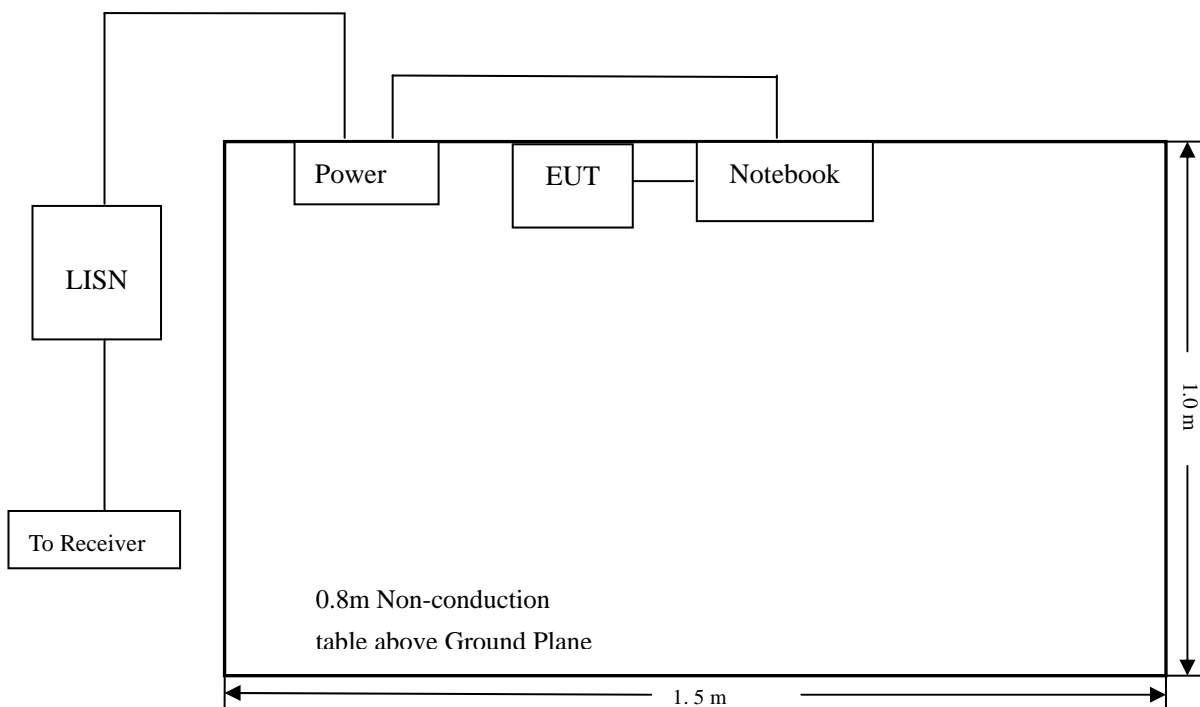 Power
EUT
Notebook
LISN
1.0 m
To Receiver
0.8m Non-conduction
table above Ground Plane
1. 5 m